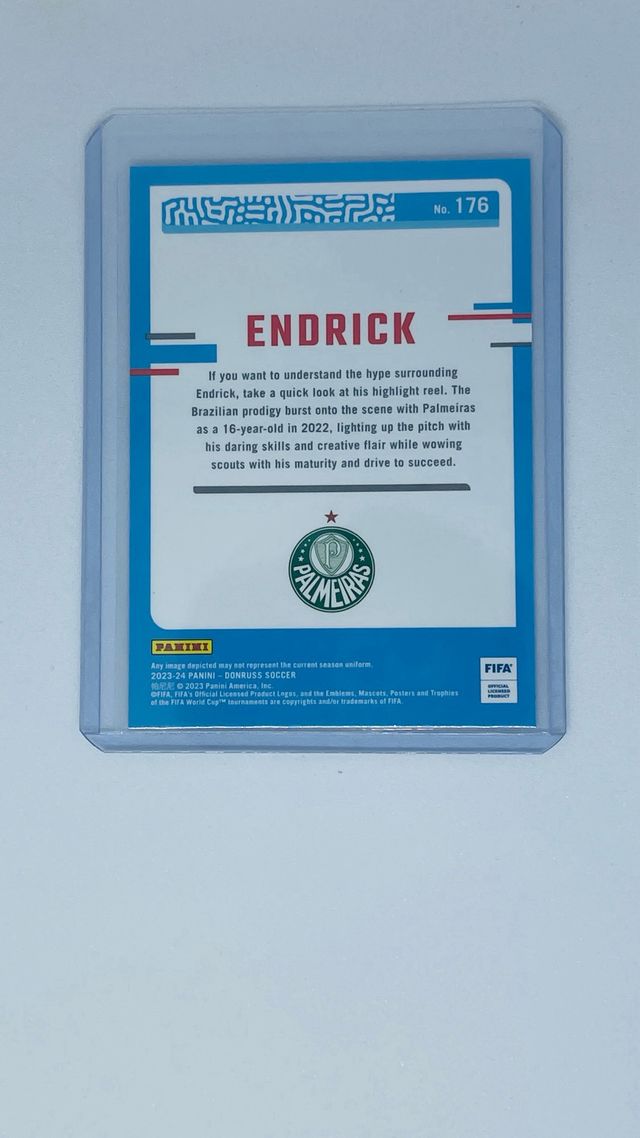 No. 176
ENDRICK
If you want to understand the hype surrounding
Endrick, take a quick look at his highlight reel. The
Brazilian prodigy burst onto the scene with Palmeiras
as a 16-year-old in 2022, lighting up the pitch with
his daring skills and creative flair while wowing
scouts with his maturity and drive to succeed.
P
PALMEIRAS
PANINI
Any image depicted may not represent the current season uniform.
2023-24 PANINI - DONRUSS SOCCER
帕尼尼 © 2023 Panini America, Inc.
©FIFA, FIFA's Official Licensed Product Logos, and the Emblems, Mascots, Posters and Trophies
of the FIFA World Cup™ tournaments are copyrights and/or trademarks of FIFA.
FIFA®
OFFICIAL
LICENSED
PRODUCT